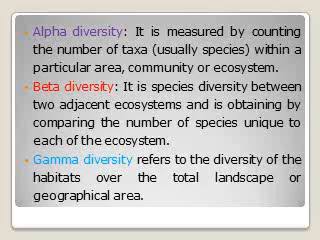 • Alpha diversity: It is measured by counting
the number of taxa (usually species) within a
particular area, community or ecosystem.
• Beta diversity: It is species diversity between
two adjacent ecosystems and is obtaining by
comparing the number of species unique to
each of the ecosystem.
• Gamma diversity refers to the diversity of the
habitats over the total landscape or
geographical area.